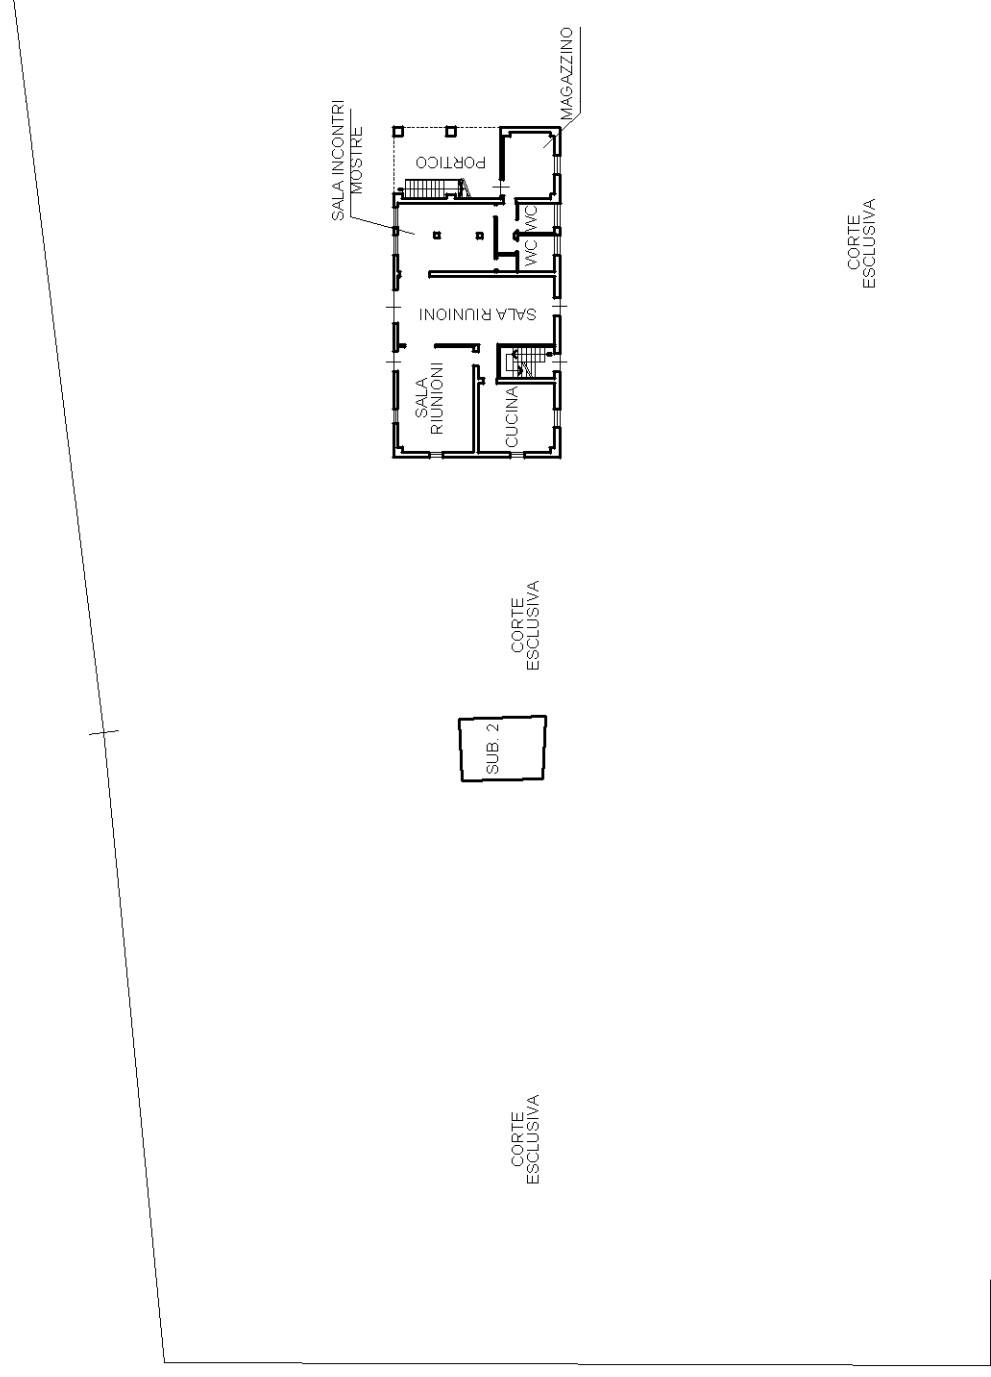 MAGAZZINO
SALA INCONTRI
MOSTRE
PORTICO
WC
WC
CORTE
ESCLUSIVA
SALA RIUNIONI
SALA
RIUNIONI
CUCINA
CORTE
ESCLUSIVA
SUB. 2
CORTE
ESCLUSIVA